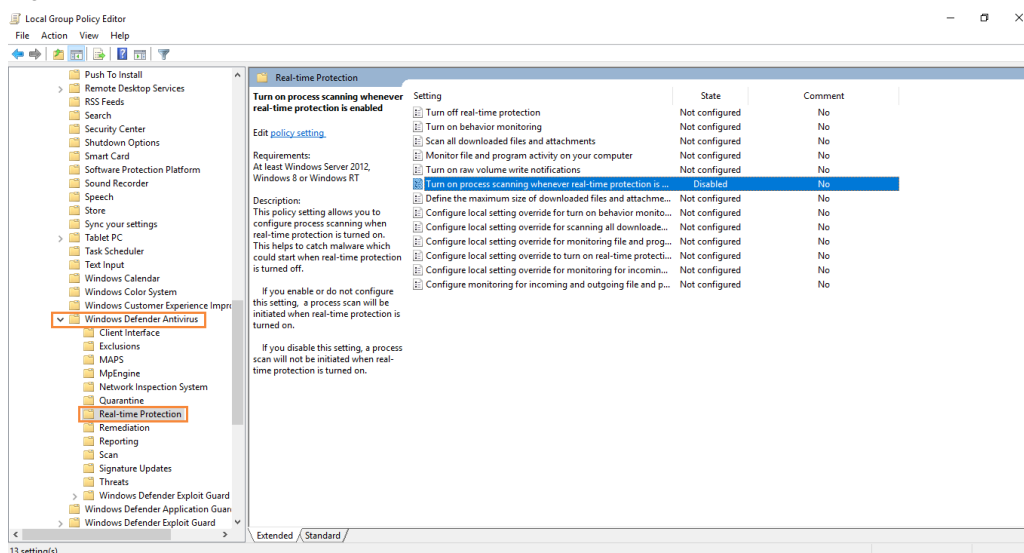 Local Group Policy Editor
File Action View Help
Push To Install
Remote Desktop Services
RSS Feeds
Search
Security Center
Shutdown Options
Smart Card
Software Protection Platform
Sound Recorder
Speech
Store
Sync your settings
Tablet PC
Task Scheduler
Text Input
Windows Calendar
Windows Color System
Windows Customer Experience Impro
Windows Defender Antivirus
Client Interface
Exclusions
MAPS
MpEngine
Network Inspection System
Quarantine
Real-time Protection
Remediation
Reporting
Scan
Signature Updates
Threats
Windows Defender Exploit Guard
Windows Defender Application Guar
Windows Defender Exploit Guard
Real-time Protection
Turn on process scanning whenever
real-time protection is enabled
Edit policy setting
Requirements:
At least Windows Server 2012,
Windows 8 or Windows RT
Description:
This policy setting allows you to
configure process scanning when
real-time protection is turned on.
This helps to catch malware which
could start when real-time protection
is turned off.
If you enable or do not configure
this setting, a process scan will be
initiated when real-time protection is
turned on.
If you disable this setting, a process
scan will not be initiated when real-
time protection is turned on.
Setting State Comment
Turn off real-time protection Not configured No
Turn on behavior monitoring Not configured No
Scan all downloaded files and attachments Not configured No
Monitor file and program activity on your computer Not configured No
Turn on raw volume write notifications Not configured No
Turn on process scanning whenever real-time protection is ... Disabled No
Define the maximum size of downloaded files and attachme... Not configured No
Configure local setting override for turn on behavior monito... Not configured No
Configure local setting override for scanning all downloade... Not configured No
Configure local setting override for monitoring file and prog... Not configured No
Configure local setting override to turn on real-time protecti... Not configured No
Configure local setting override for monitoring for incomin... Not configured No
Configure monitoring for incoming and outgoing file and p... Not configured No
Extended Standard
13 setting(s)